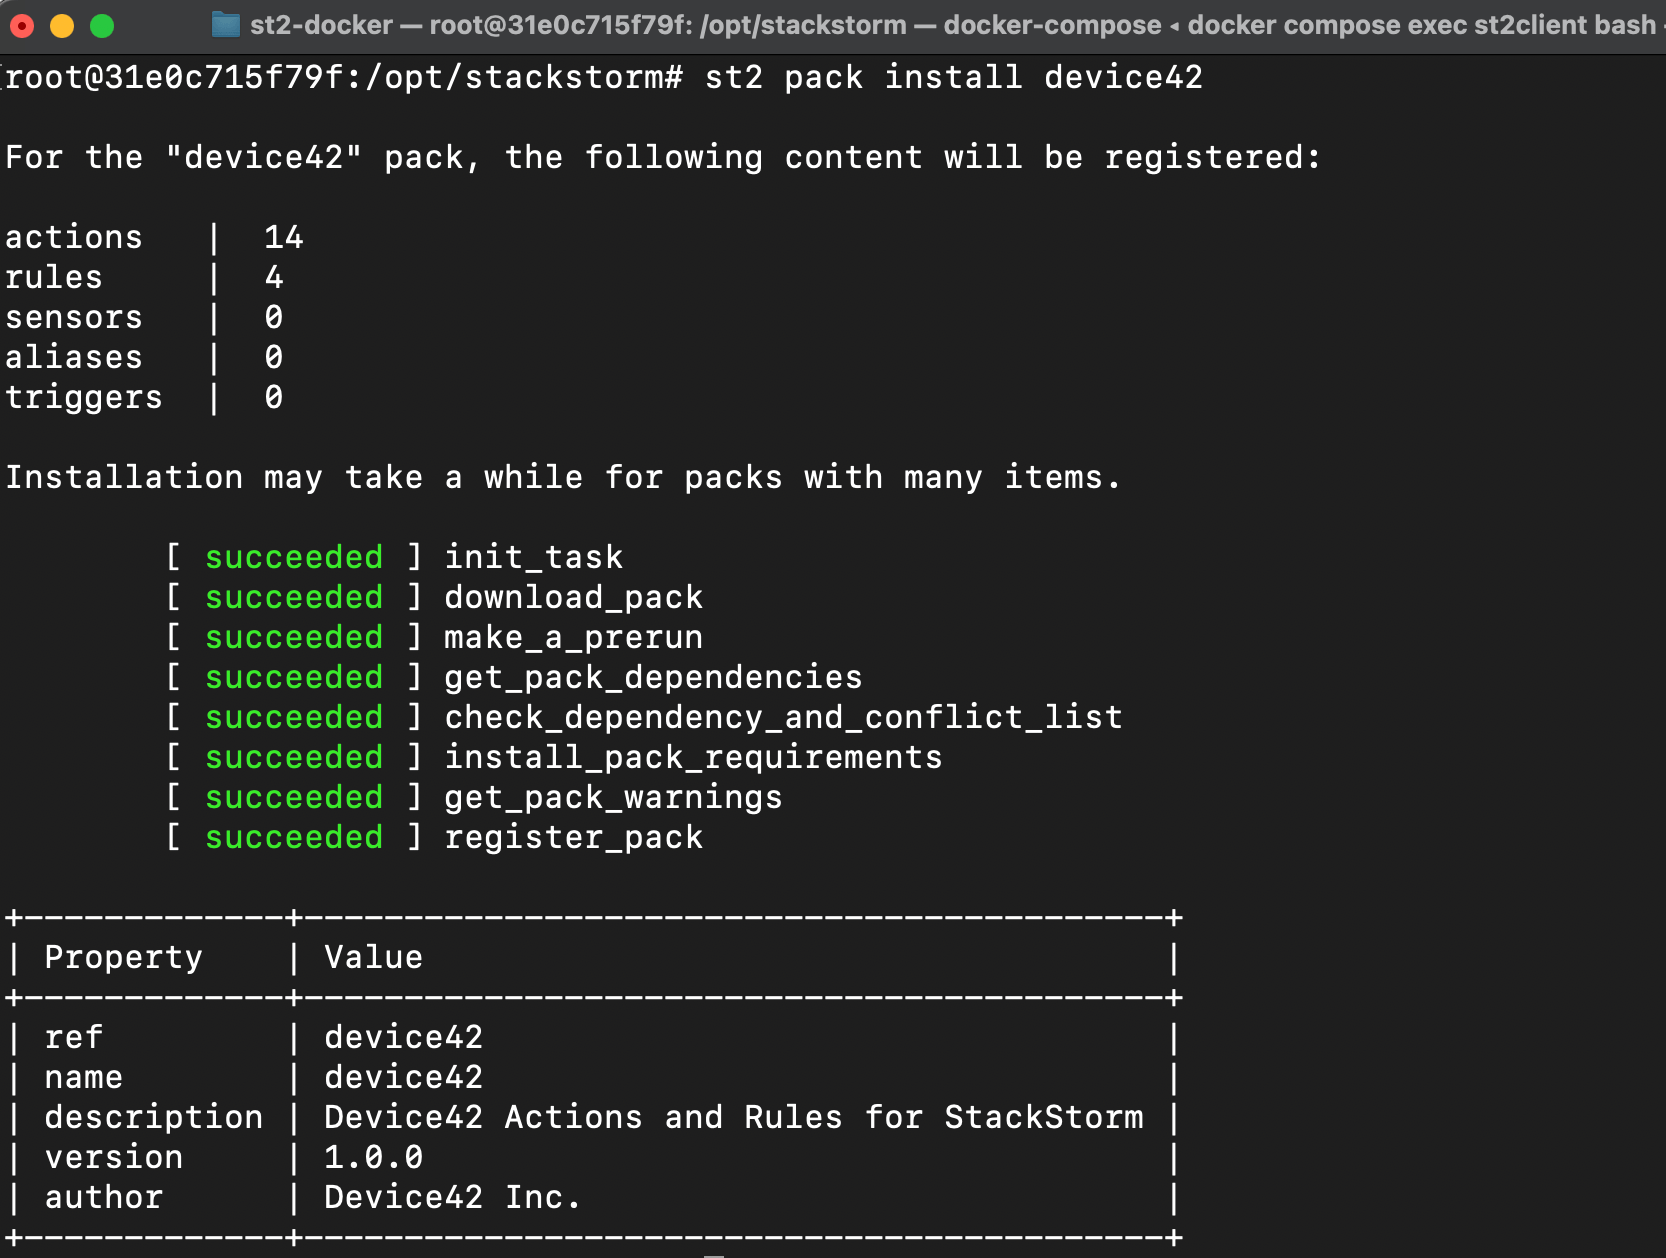 st2-docker — root@31e0c715f79f: /opt/stackstorm — docker-compose ◂ docker compose exec st2client bash
root@31e0c715f79f:/opt/stackstorm# st2 pack install device42
For the "device42" pack, the following content will be registered:
actions   |  14
rules     |  4
sensors   |  0
aliases   |  0
triggers  |  0
Installation may take a while for packs with many items.
[ succeeded ] init_task
[ succeeded ] download_pack
[ succeeded ] make_a_prerun
[ succeeded ] get_pack_dependencies
[ succeeded ] check_dependency_and_conflict_list
[ succeeded ] install_pack_requirements
[ succeeded ] get_pack_warnings
[ succeeded ] register_pack
+-------------+-------------------------------------------+
| Property    | Value                                     |
+-------------+-------------------------------------------+
| ref         | device42                                  |
| name        | device42                                  |
| description | Device42 Actions and Rules for StackStorm |
| version     | 1.0.0                                     |
| author      | Device42 Inc.                             |
+-------------+-------------------------------------------+